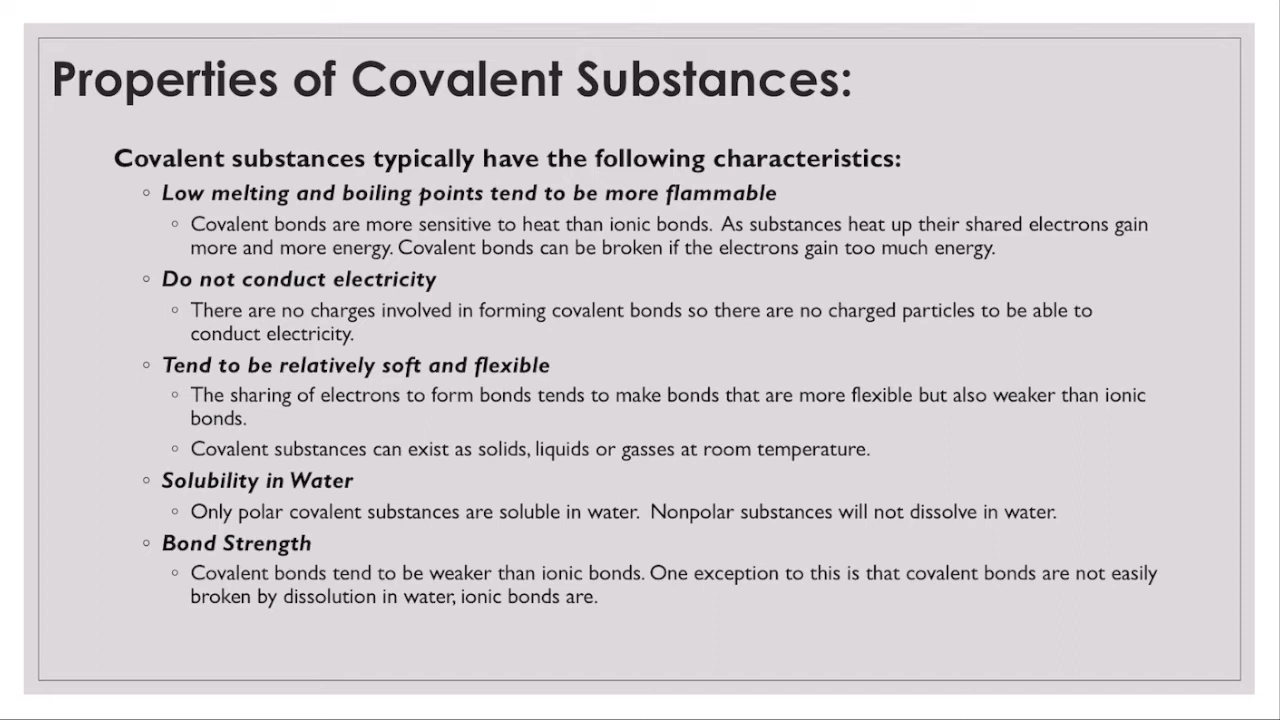 Properties of Covalent Substances:
Covalent substances typically have the following characteristics:
◦ Low melting and boiling points tend to be more flammable
◦ Covalent bonds are more sensitive to heat than ionic bonds. As substances heat up their shared electrons gain
more and more energy. Covalent bonds can be broken if the electrons gain too much energy.
◦ Do not conduct electricity
◦ There are no charges involved in forming covalent bonds so there are no charged particles to be able to
conduct electricity.
◦ Tend to be relatively soft and flexible
◦ The sharing of electrons to form bonds tends to make bonds that are more flexible but also weaker than ionic
bonds.
◦ Covalent substances can exist as solids, liquids or gasses at room temperature.
◦ Solubility in Water
◦ Only polar covalent substances are soluble in water. Nonpolar substances will not dissolve in water.
◦ Bond Strength
◦ Covalent bonds tend to be weaker than ionic bonds. One exception to this is that covalent bonds are not easily
broken by dissolution in water, ionic bonds are.